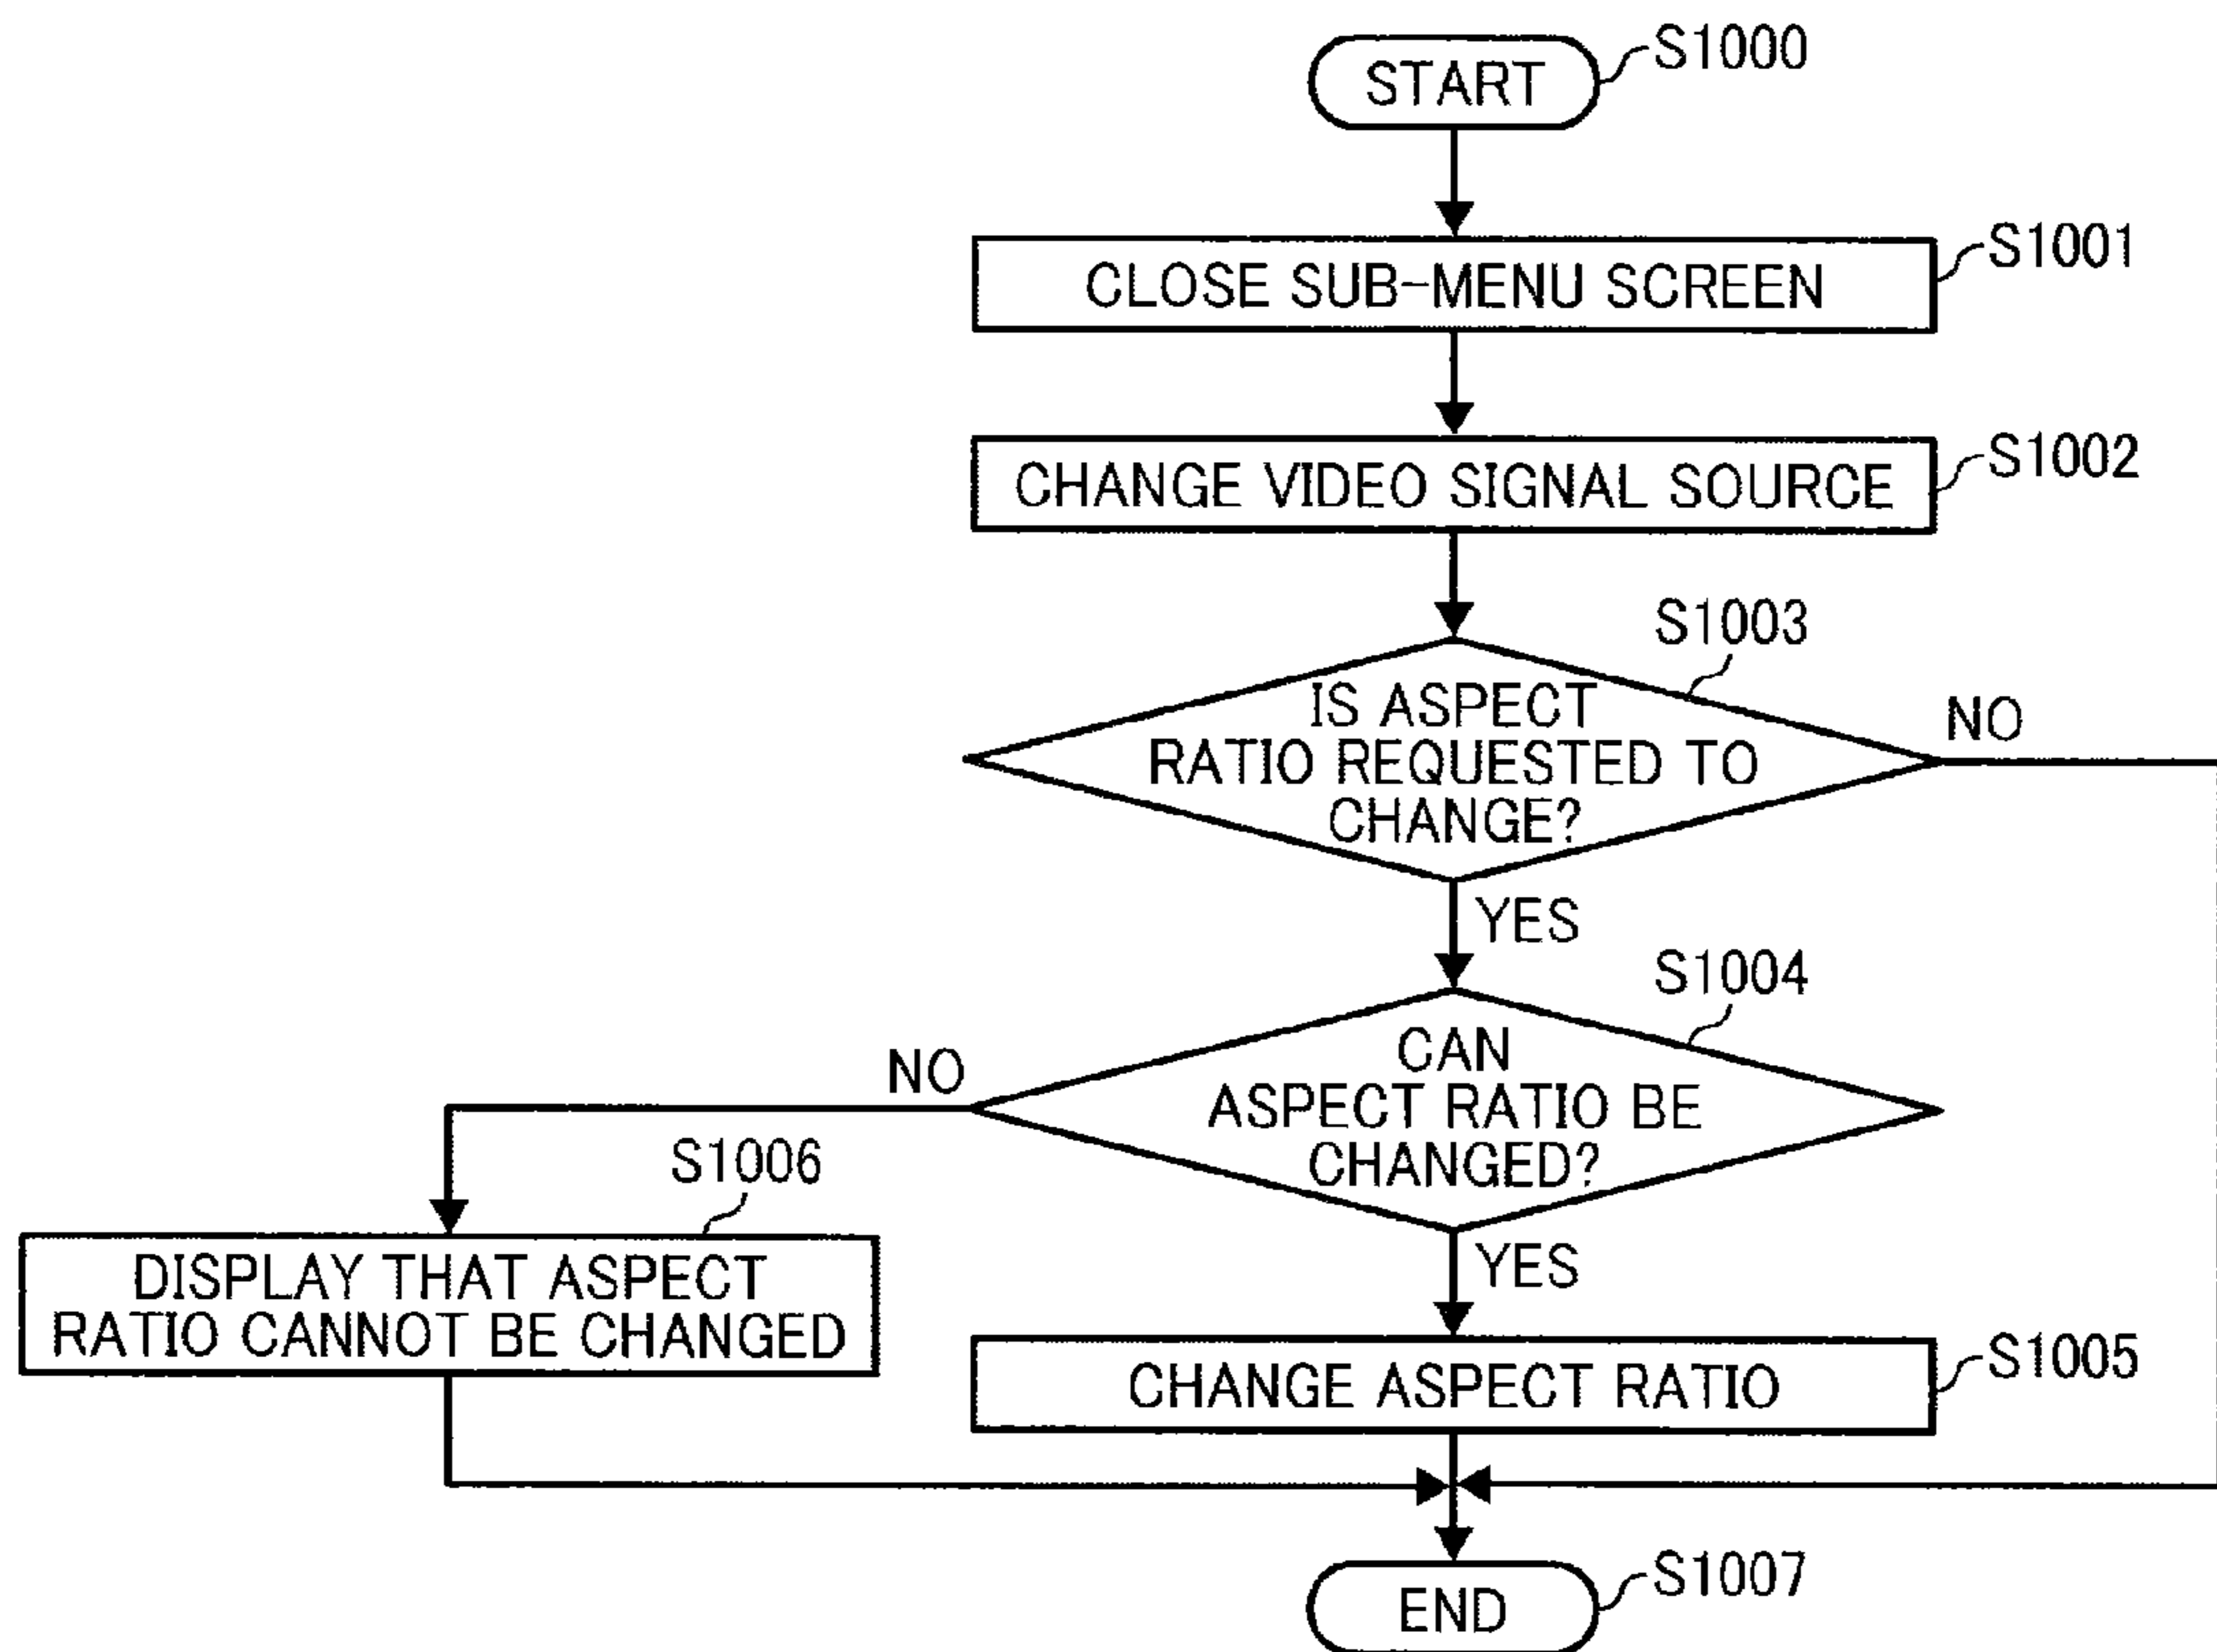 START
S1000
CLOSE SUB-MENU SCREEN
S1001
CHANGE VIDEO SIGNAL SOURCE
S1002
S1003
IS ASPECT
RATIO REQUESTED TO
CHANGE?
NO
YES
S1004
CAN
ASPECT RATIO BE
CHANGED?
NO
S1006
DISPLAY THAT ASPECT
RATIO CANNOT BE CHANGED
YES
CHANGE ASPECT RATIO
S1005
END
S1007